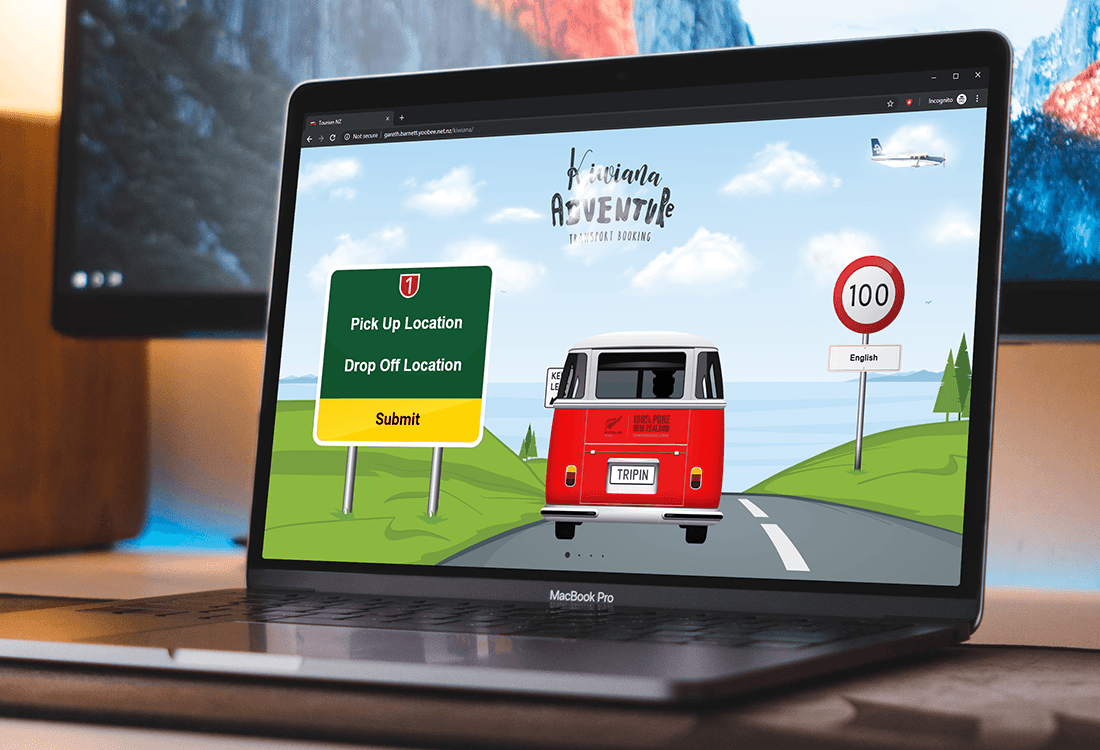 Tourism NZ
Not secure
gareth.barnett.yoobee.net.nz/kiwiana/
Incognito
Kiwiana
ADVENTURE
TRANSPORT BOOKING
1
Pick Up Location
Drop Off Location
Submit
100
English
100% PURE
NEW ZEALAND
TRIPIN
MacBook Pro